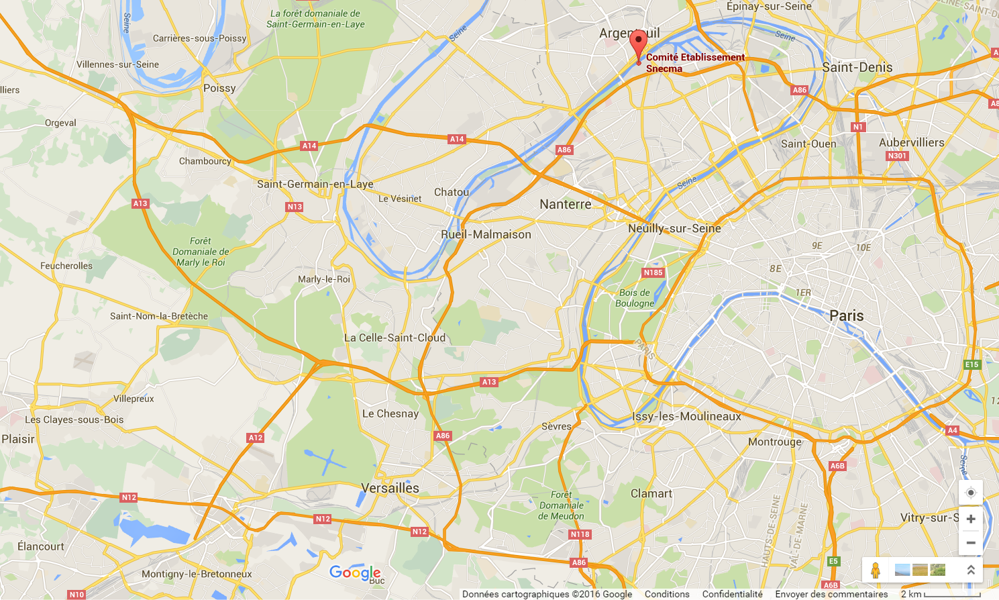 La forêt domaniale de
Saint-Germain-en-Laye
Seine
Carrières-sous-Poissy
Villennes-sur-Seine
Poissy
lliers
Orgeval
Seine
Argenteuil
Comité Etablissement
Snecma
Épinay-sur-Seine
Seine
Saint-Denis
A86
N1
Saint-Ouen
Aubervilliers
N301
A14
A14
A86
Chambourcy
Saint-Germain-en-Laye
Le Vésinet
Chatou
Nanterre
Seine
A13
N13
Rueil-Malmaison
Neuilly-sur-Seine
Forêt
Domaniale de
Marly le Roi
Feucherolles
Marly-le-Roi
N185
Bois de
Boulogne
8E
9E
10E
1ER
Paris
Saint-Nom-la-Bretèche
La Celle-Saint-Cloud
PARIS
E15
A13
Villepreux
Les Clayes-sous-Bois
Plaisir
Le Chesnay
Sèvres
Issy-les-Moulineaux
Montrouge
A4
A12
A86
A6B
Seine
Versailles
Forêt
Domaniale
de Meudon
Clamart
HAUTS-DE-SEINE
VAL-DE-MARNE
Vitry-sur-S
N12
N12
N12
N118
Élancourt
A86
E5
Montigny-le-Bretonneux
Google
Buc
N10
A6B
Données cartographiques ©2016 Google Conditions Confidentialité Envoyer des commentaires 2 km